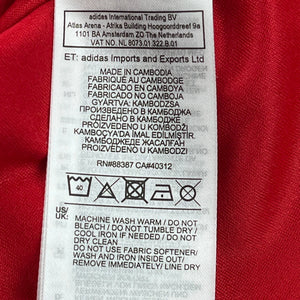 adidas International Trading BV
Atlas Arena - Afrika Building Hoogoorddreef 9a
1101 BA Amsterdam ZO-The Netherlands
VAT NO. NL 8073.01.322.B.01
ET: adidas Imports and Exports Ltd
MADE IN CAMBODIA
FABRIQUÉ AU CAMBODGE
FABRICADO EN CAMBOYA
FABRICADO NO CAMBOJA
GYÁRTVA: KAMBODZSA
ПРОИЗВЕДЕНО В КАМБОДЖА
СДЕЛАНО В КАМБОДЖЕ
PROIZVEDENO U KAMBODŽI
KAMBOÇYA'DA İMAL EDİLMİŞTİR.
КАМБОДЖЕДЕ ЖАСАЛҒАН
PROIZVEDENO U KAMBODŽI
RN#88387 CA#40312
40
US/
UK:
MACHINE WASH WARM / DO NOT
BLEACH / DO NOT TUMBLE DRY /
COOL IRON IF NEEDED / DO NOT
DRY CLEAN
DO NOT USE FABRIC SOFTENER/
WASH AND IRON INSIDE OUT/
REMOVE IMMEDIATELY/ LINE DRY